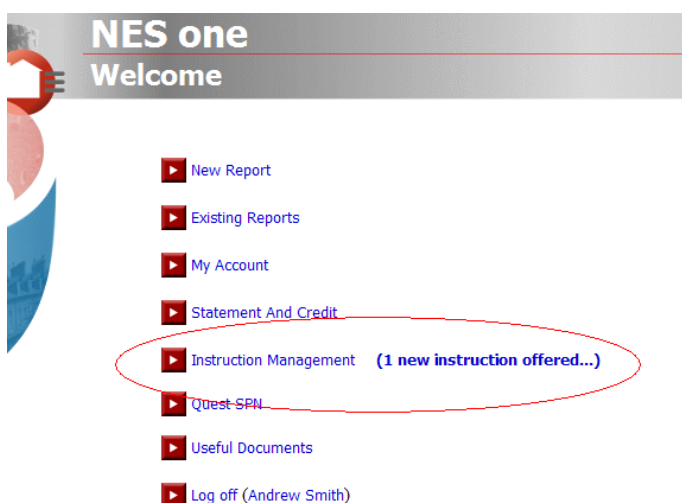 NES one
Welcome
New Report
Existing Reports
My Account
Statement And Credit
Instruction Management (1 new instruction offered...)
Quest SPN
Useful Documents
Log off (Andrew Smith)